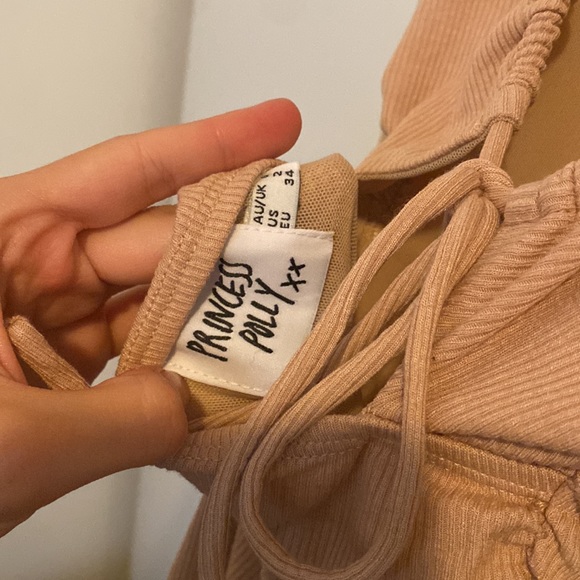 AU/UK
US 2
EU 34
PRINCESS
POLLY xx